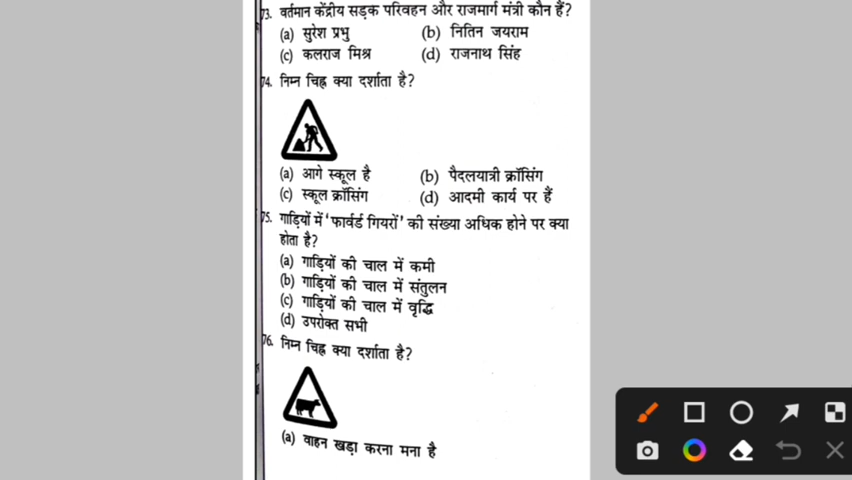 73. वर्तमान केंद्रीय सड़क परिवहन और राजमार्ग मंत्री कौन हैं?
(a) सुरेश प्रभु (b) नितिन जयराम
(c) कलराज मिश्र (d) राजनाथ सिंह
74. निम्न चिह्न क्या दर्शाता है?
(a) आगे स्कूल है (b) पैदलयात्री क्रॉसिंग
(c) स्कूल क्रॉसिंग (d) आदमी कार्य पर हैं
75. गाड़ियों में 'फार्वर्ड गियरों' की संख्या अधिक होने पर क्या
होता है?
(a) गाड़ियों की चाल में कमी
(b) गाड़ियों की चाल में संतुलन
(c) गाड़ियों की चाल में वृद्धि
(d) उपरोक्त सभी
76. निम्न चिह्न क्या दर्शाता है?
(a) वाहन खड़ा करना मना है